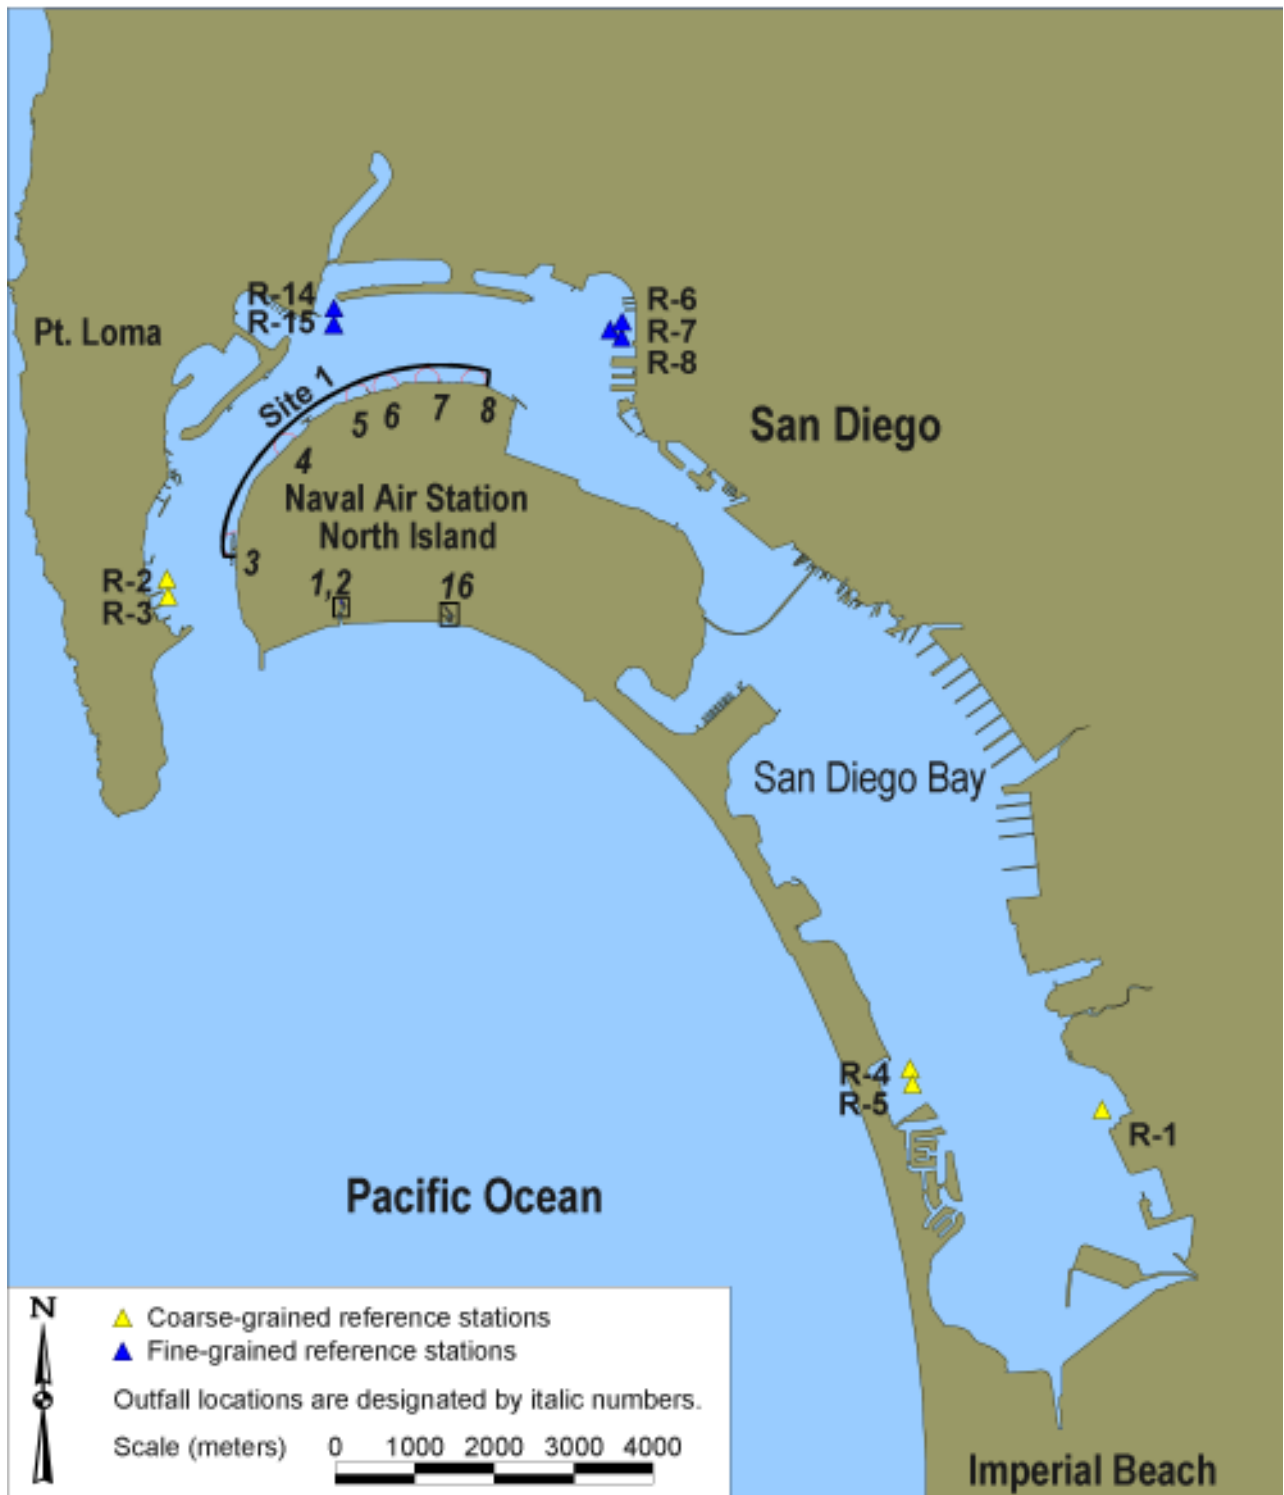 R-14
R-15
R-6
R-7
R-8
Pt. Loma
Site 1
5
6
7
8
4
San Diego
Naval Air Station
North Island
3
R-2
R-3
1,2
16
San Diego Bay
R-4
R-5
R-1
Pacific Ocean
N
Coarse-grained reference stations
Fine-grained reference stations
Outfall locations are designated by italic numbers.
Scale (meters) 0 1000 2000 3000 4000
Imperial Beach